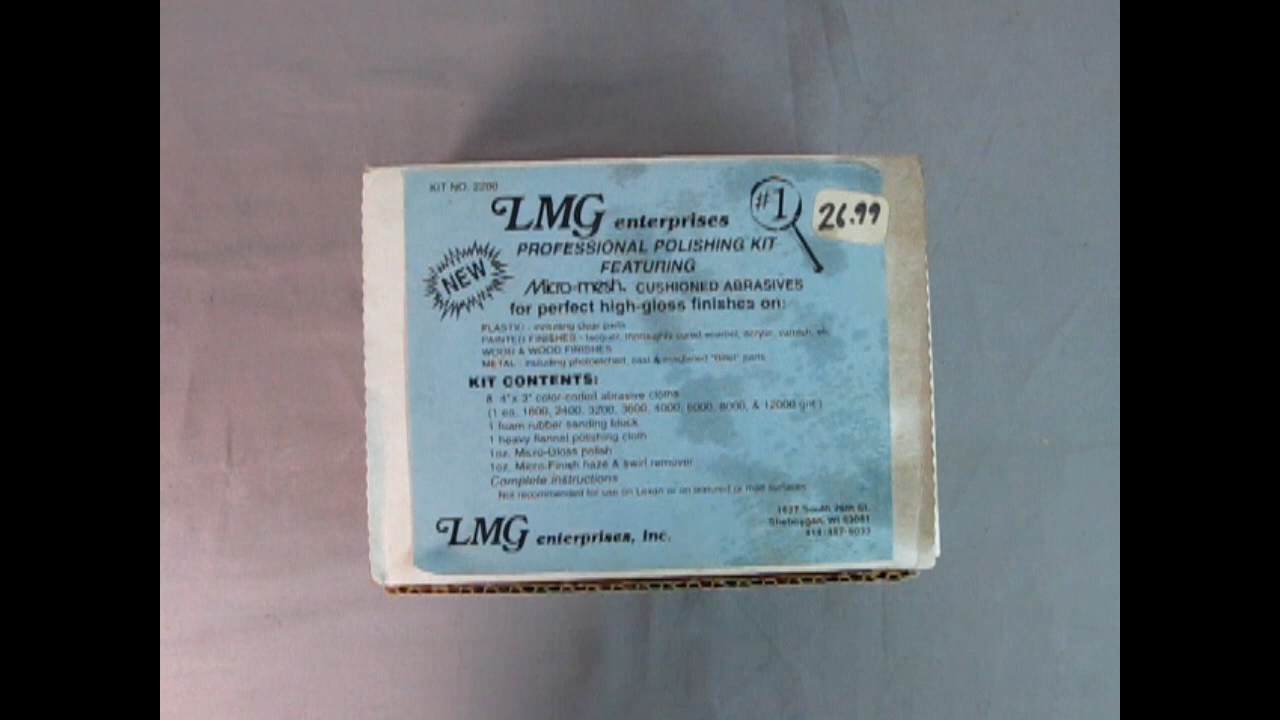 KIT NO. 2200
LMG enterprises
#1
26.99
PROFESSIONAL POLISHING KIT
FEATURING
NEW
Micro-mesh. CUSHIONED ABRASIVES
for perfect high-gloss finishes on:
PLASTIC - including clear parts
PAINTED FINISHES - lacquer, thoroughly cured enamel, acrylic, varnish, etc.
WOOD & WOOD FINISHES
METAL - including photoetched, cast & machined parts
KIT CONTENTS:
8 4"x 3" color-coded abrasive cloths
(1 ea. 1800, 2400, 3200, 3600, 4000, 6000, 8000, & 12000 grit)
1 foam rubber sanding block
1 heavy flannel polishing cloth
1oz. Micro-Gloss polish
1oz. Micro-Finish haze & swirl remover
Complete instructions
Not recommended for use on Lexan or on textured or matt surfaces
LMG enterprises, Inc.
1627 South 26th St.
Sheboygan, WI 53081